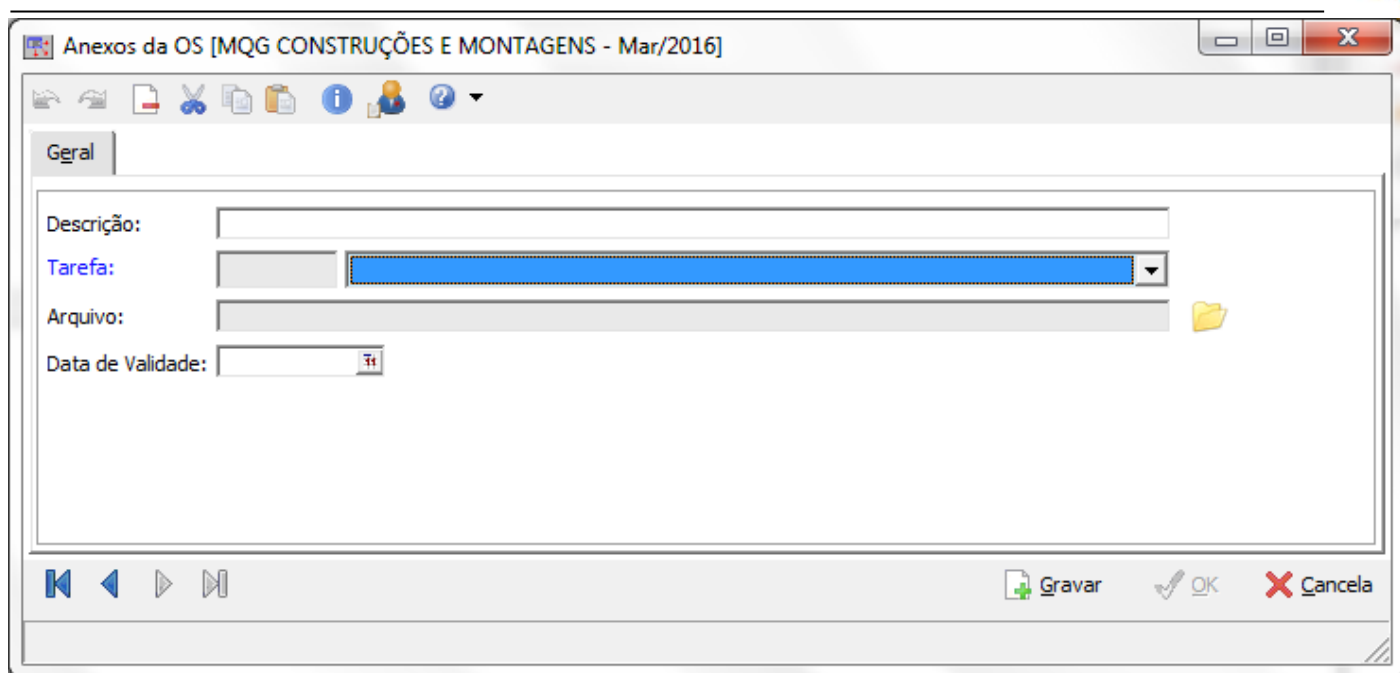 Anexos da OS [MQG CONSTRUÇÕES E MONTAGENS - Mar/2016]
Geral
Descrição:
Tarefa:
Arquivo:
Data de Validade:
Gravar OK Cancela